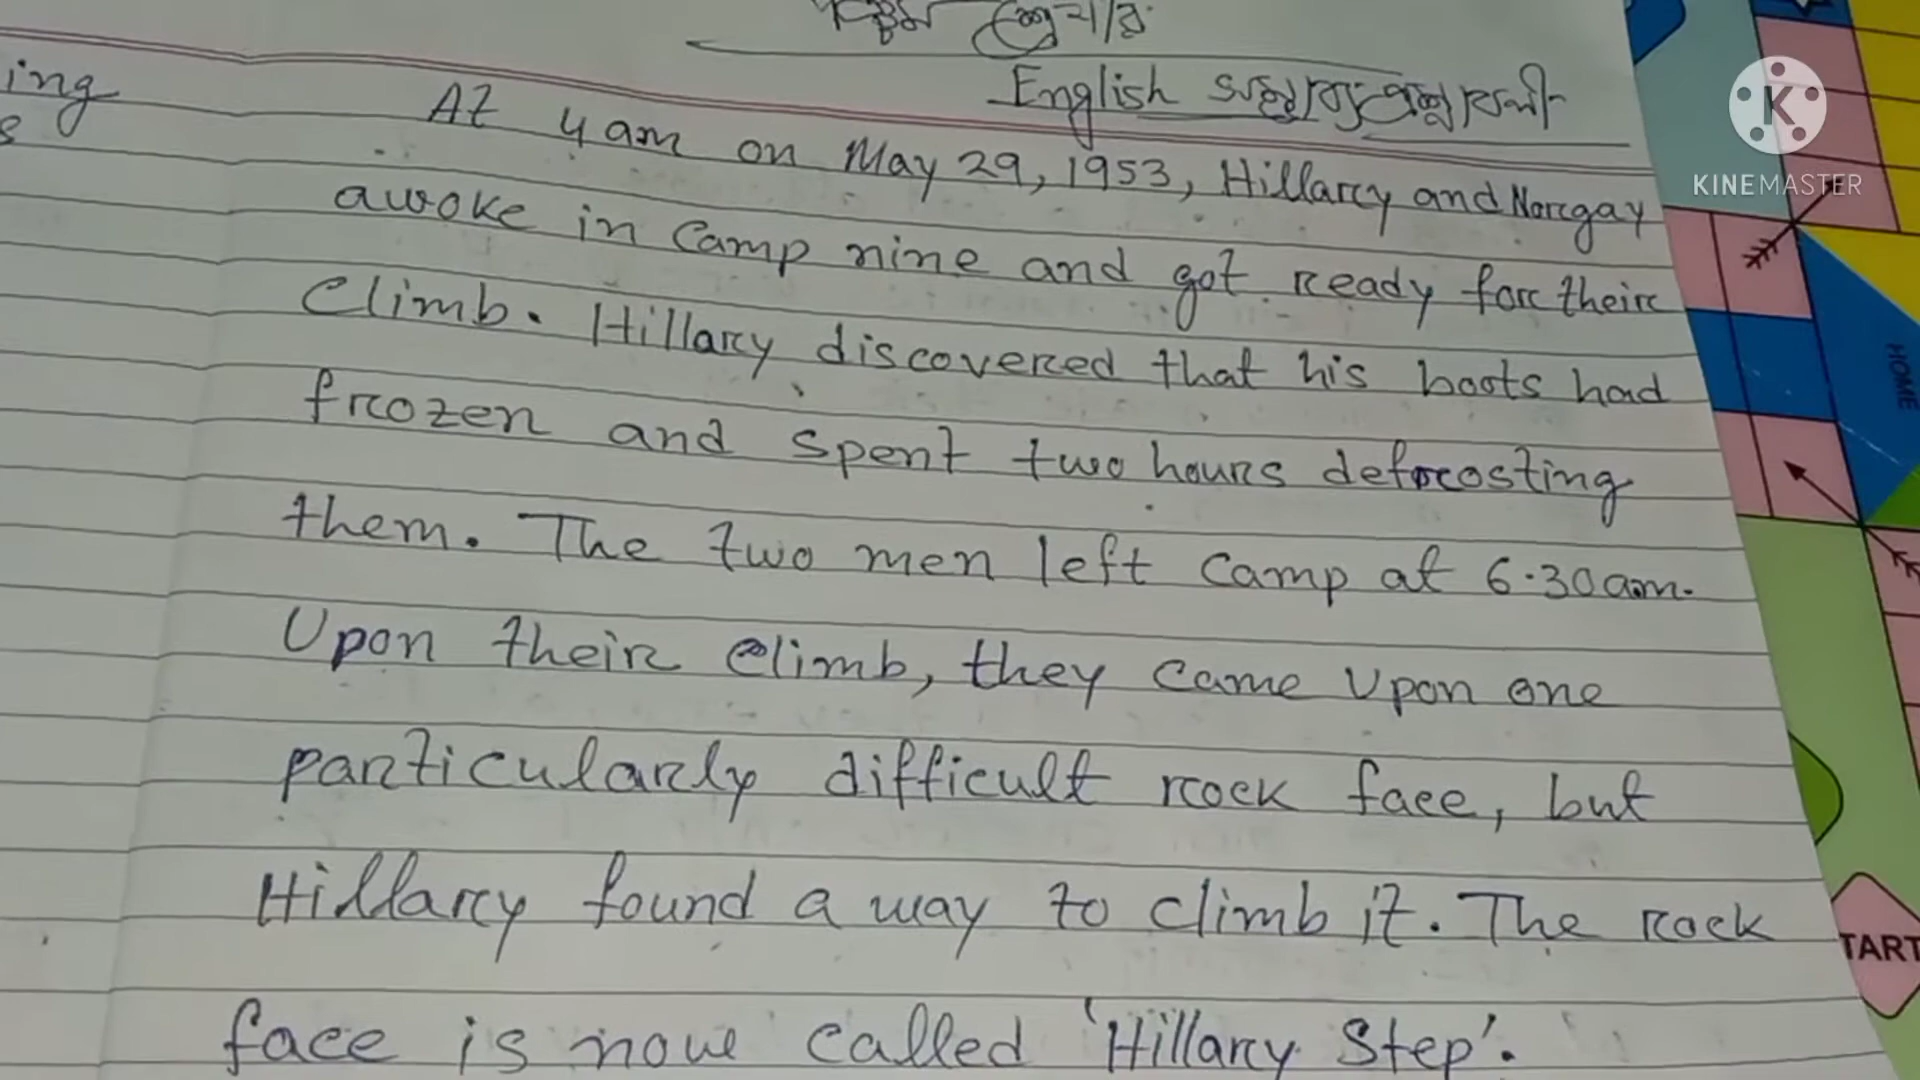 English
ing
At 4 am on May 29, 1953, Hillary and Norgay
awoke in Camp nine and got ready for their
Climb. Hillary discovered that his boots had
frozen and spent two hours defrosting
them. The two men left Camp at 6.30 am.
Upon their Climb, they came upon one
particularly difficult rock face, but
Hillary found a way to climb it. The rock
face is now called 'Hillary Step'.
KINEMASTER
HOME
TART